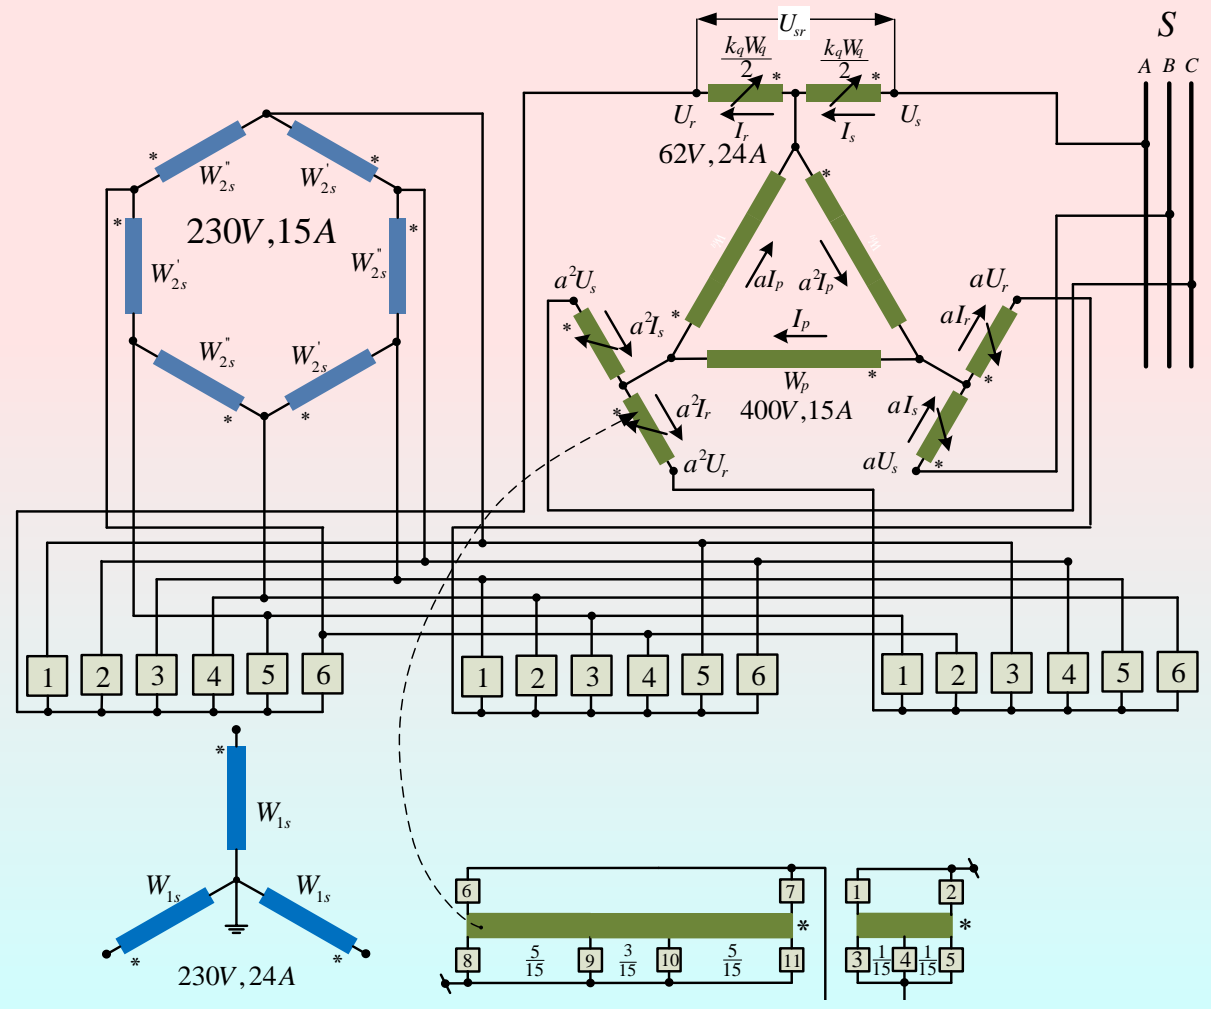 U_sr
S
k_qW_q/2
k_qW_q/2
A B C
*
*
U_r
I_r
I_s
U_s
62V,24A
*
*
W''_2s
W'_2s
*
*
*
230V,15A
W'_2s
W''_2s
a²U_s
aI_p
a²I_p
aU_r
*
a²I_s
*
I_p
aI_r
W''_2s
W'_2s
W_p
*
*
*
*
*
a²I_r
400V,15A
aI_s
a²U_r
aU_s
*
1 2 3 4 5 6
1 2 3 4 5 6
1 2 3 4 5 6
*
W_1s
W_1s
W_1s
*
*
230V,24A
6 7
*
8 5/15 9 3/15 10 5/15 11
1 2
*
3 1/15 4 1/15 5